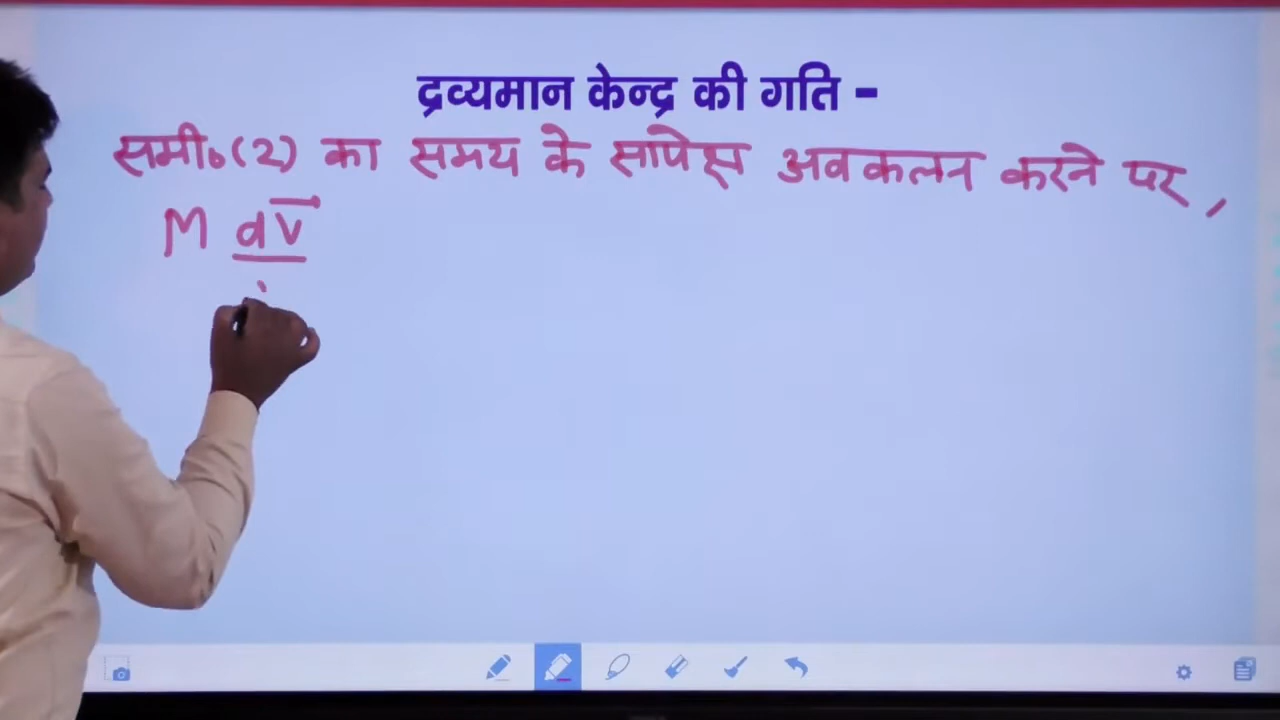 द्रव्यमान केन्द्र की गति -
समी०(2) का समय के सापेक्ष अवकलन करने पर,
M dV⃗